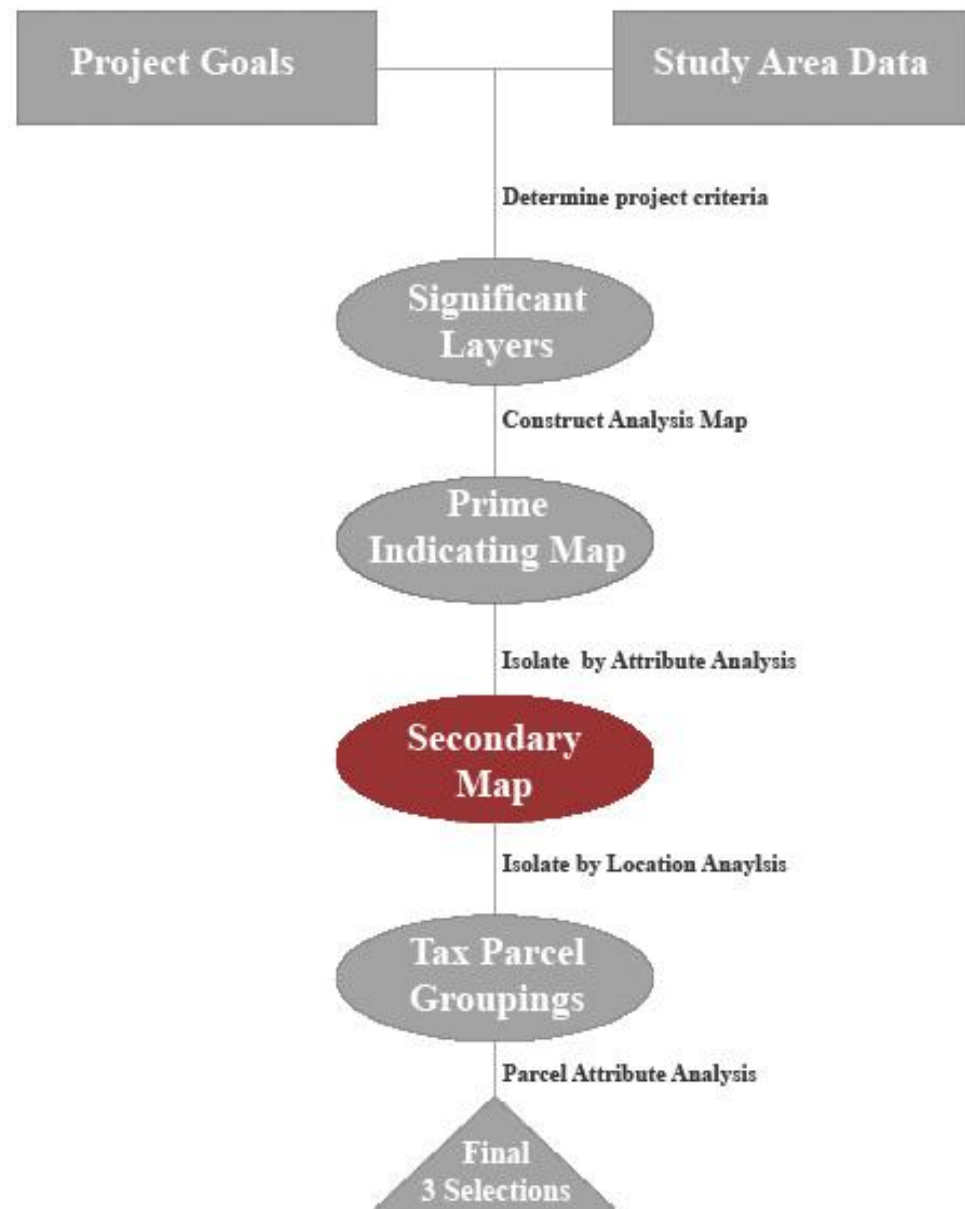 Project Goals
Study Area Data
Determine project criteria
Significant
Layers
Construct Analysis Map
Prime
Indicating Map
Isolate by Attribute Analysis
Secondary
Map
Isolate by Location Anaylsis
Tax Parcel
Groupings
Parcel Attribute Analysis
Final
3 Selections